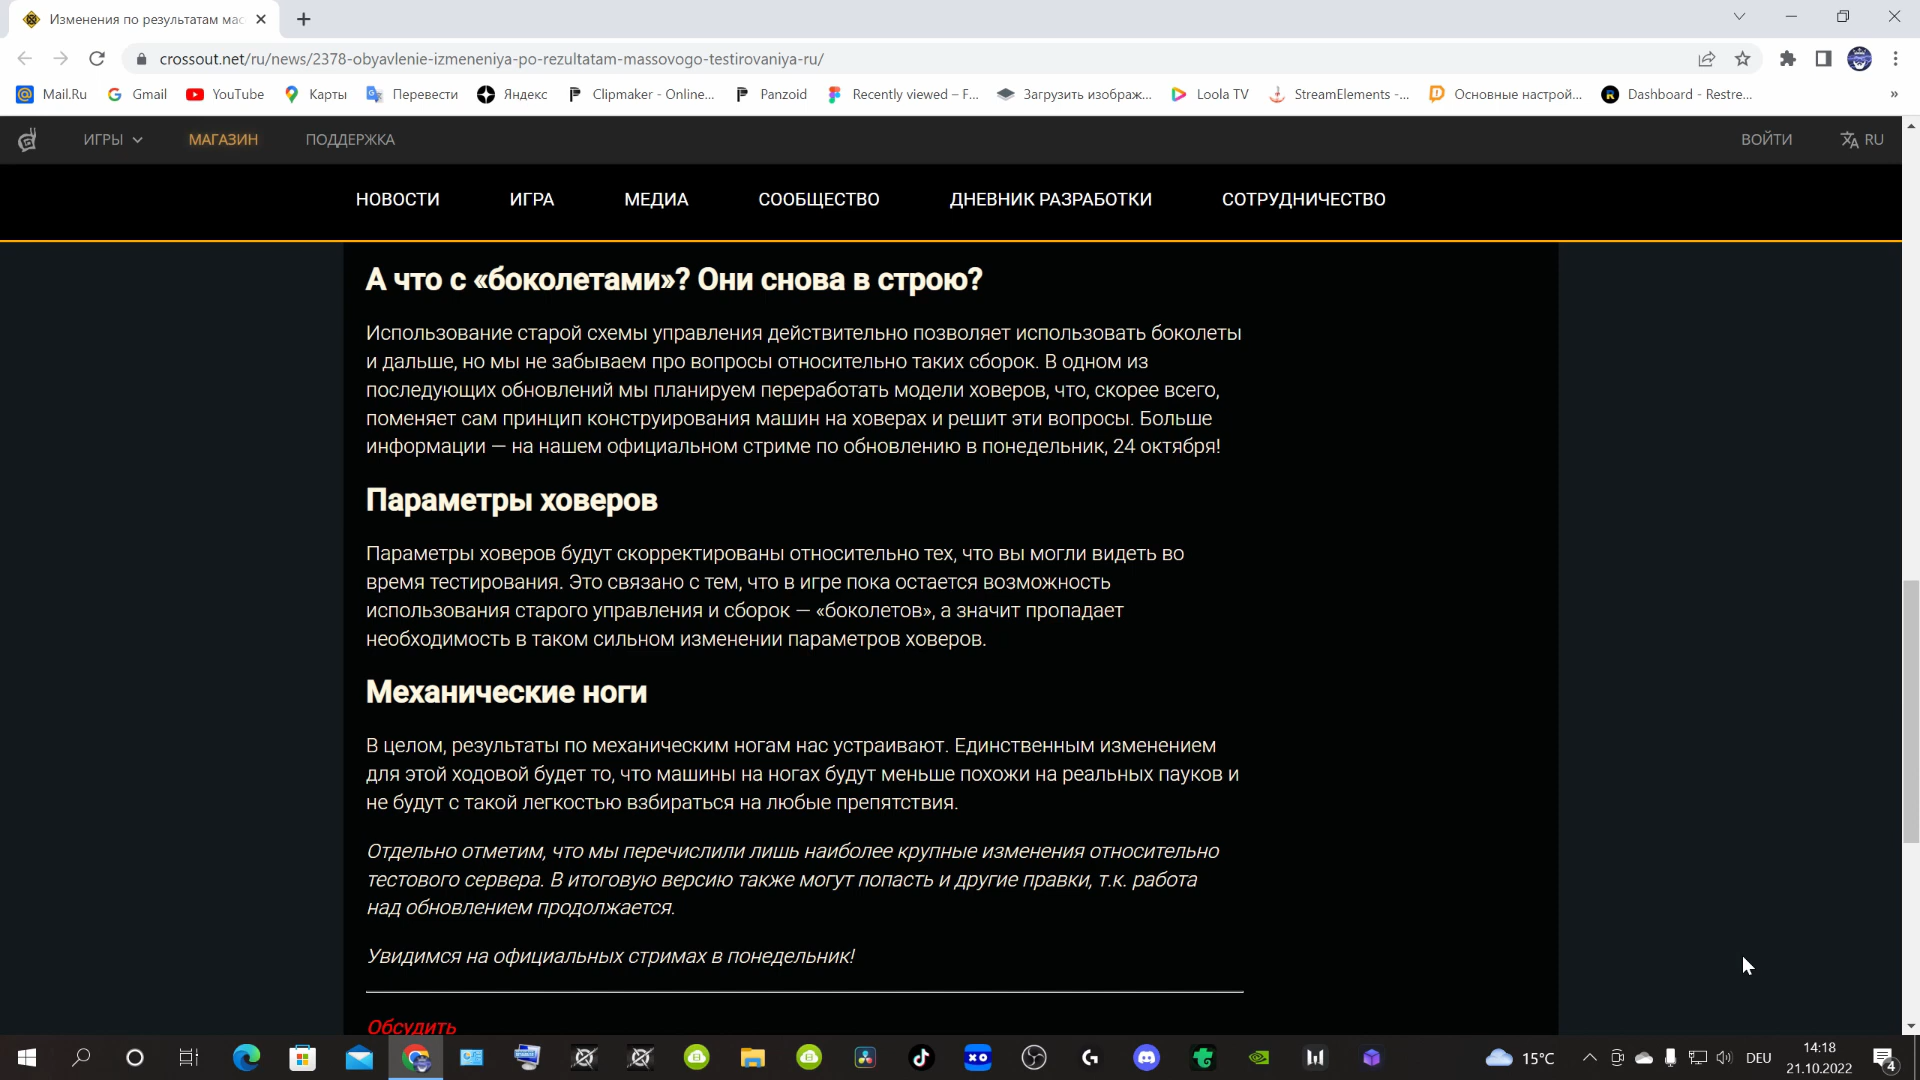 Изменения по результатам мас
crossout.net/ru/news/2378-obyavlenie-izmeneniya-po-rezultatam-massovogo-testirovaniya-ru/
Mail.Ru Gmail YouTube Карты Перевести Яндекс Clipmaker - Online... Panzoid Recently viewed – F... Загрузить изображ... Loola TV StreamElements -... Основные настрой... Dashboard - Restre... »
ИГРЫ МАГАЗИН ПОДДЕРЖКА ВОЙТИ RU
НОВОСТИ ИГРА МЕДИА СООБЩЕСТВО ДНЕВНИК РАЗРАБОТКИ СОТРУДНИЧЕСТВО
А что с «боколетами»? Они снова в строю?
Использование старой схемы управления действительно позволяет использовать боколеты
и дальше, но мы не забываем про вопросы относительно таких сборок. В одном из
последующих обновлений мы планируем переработать модели ховеров, что, скорее всего,
поменяет сам принцип конструирования машин на ховерах и решит эти вопросы. Больше
информации — на нашем официальном стриме по обновлению в понедельник, 24 октября!
Параметры ховеров
Параметры ховеров будут скорректированы относительно тех, что вы могли видеть во
время тестирования. Это связано с тем, что в игре пока остается возможность
использования старого управления и сборок — «боколетов», а значит пропадает
необходимость в таком сильном изменении параметров ховеров.
Механические ноги
В целом, результаты по механическим ногам нас устраивают. Единственным изменением
для этой ходовой будет то, что машины на ногах будут меньше похожи на реальных пауков и
не будут с такой легкостью взбираться на любые препятствия.
Отдельно отметим, что мы перечислили лишь наиболее крупные изменения относительно
тестового сервера. В итоговую версию также могут попасть и другие правки, т.к. работа
над обновлением продолжается.
Увидимся на официальных стримах в понедельник!
Обсудить
15°C DEU 14:18
21.10.2022 4